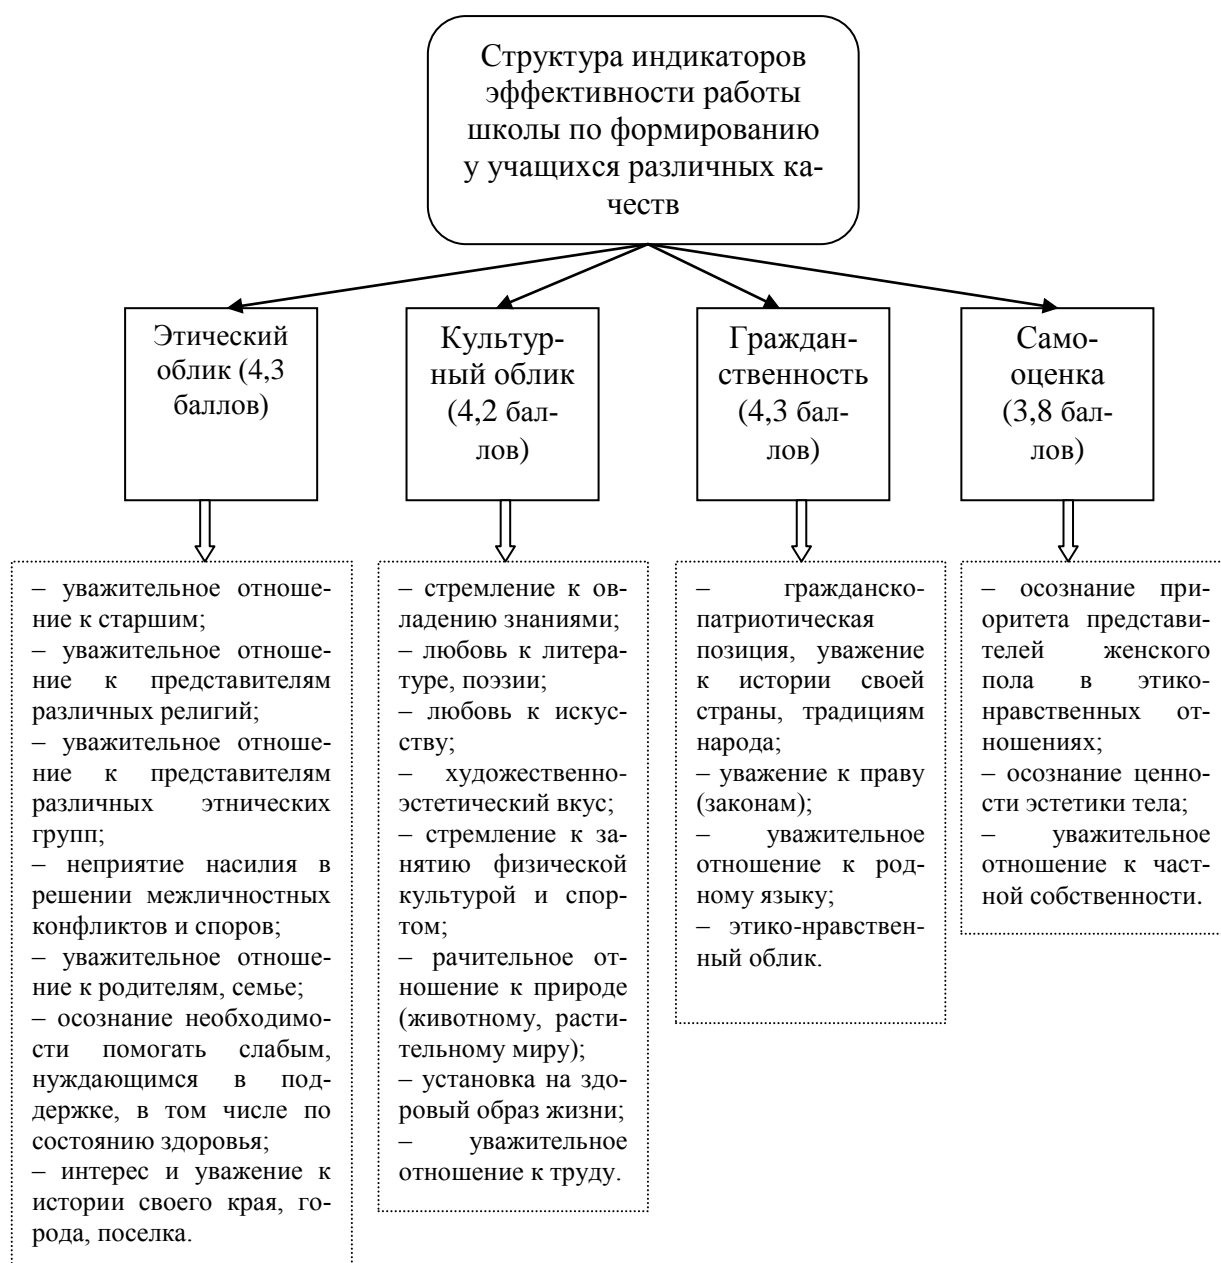 Структура индикаторов
эффективности работы
школы по формированию
у учащихся различных ка-
честв
Этический
облик (4,3
баллов)
Культур-
ный облик
(4,2 бал-
лов)
Граждан-
ственность
(4,3 бал-
лов)
Само-
оценка
(3,8 бал-
лов)
– уважительное отноше-
ние к старшим;
– уважительное отноше-
ние к представителям
различных религий;
– уважительное отноше-
ние к представителям
различных этнических
групп;
– неприятие насилия в
решении межличностных
конфликтов и споров;
– уважительное отноше-
ние к родителям, семье;
– осознание необходимо-
сти помогать слабым,
нуждающимся в под-
держке, в том числе по
состоянию здоровья;
– интерес и уважение к
истории своего края, го-
рода, поселка.
– стремление к ов-
ладению знаниями;
– любовь к литера-
туре, поэзии;
– любовь к искус-
ству;
– художественно-
эстетический вкус;
– стремление к за-
нятию физической
культурой и спор-
том;
– рачительное от-
ношение к природе
(животному, расти-
тельному миру);
– установка на здо-
ровый образ жизни;
– уважительное
отношение к труду.
– гражданско-
патриотическая
позиция, уважение
к истории своей
страны, традициям
народа;
– уважение к праву
(законам);
– уважительное
отношение к род-
ному языку;
– этико-нравствен-
ный облик.
– осознание при-
оритета представи-
телей женского
пола в этико-
нравственных от-
ношениях;
– осознание ценно-
сти эстетики тела;
– уважительное
отношение к част-
ной собственности.